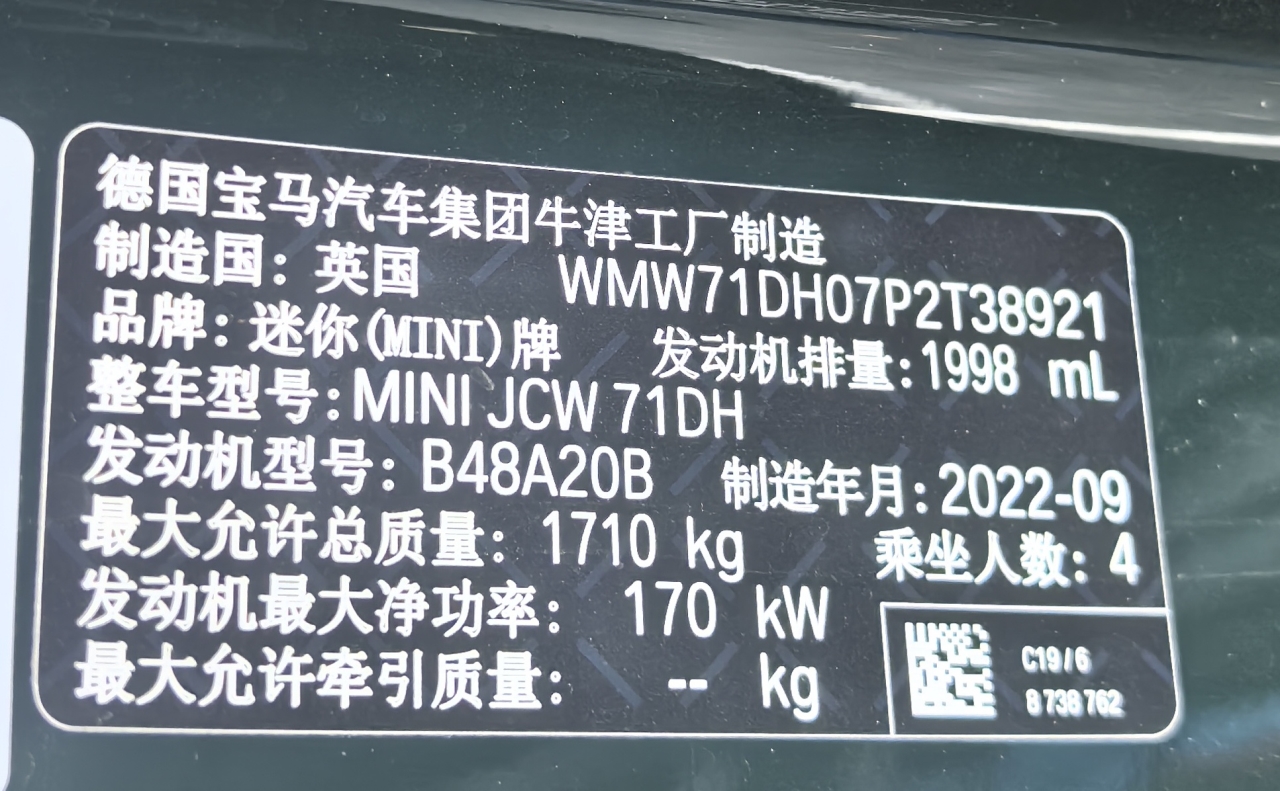 德国宝马汽车集团牛津工厂制造
制造国：英国 WMW71DH07P2T38921
品牌：迷你(MINI)牌 发动机排量：1998 mL
整车型号：MINI JCW 71DH
发动机型号：B48A20B 制造年月：2022-09
最大允许总质量：1710 kg 乘坐人数：4
发动机最大净功率：170 kW
最大允许牵引质量：-- kg
C19/6
8 738 762